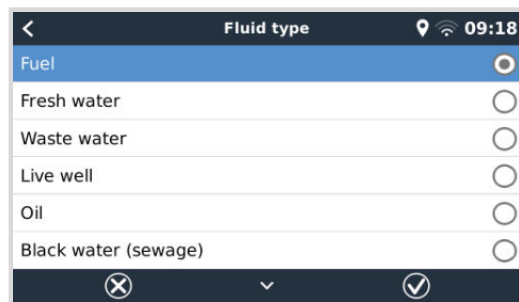 Fluid type 09:18
Fuel
Fresh water
Waste water
Live well
Oil
Black water (sewage)